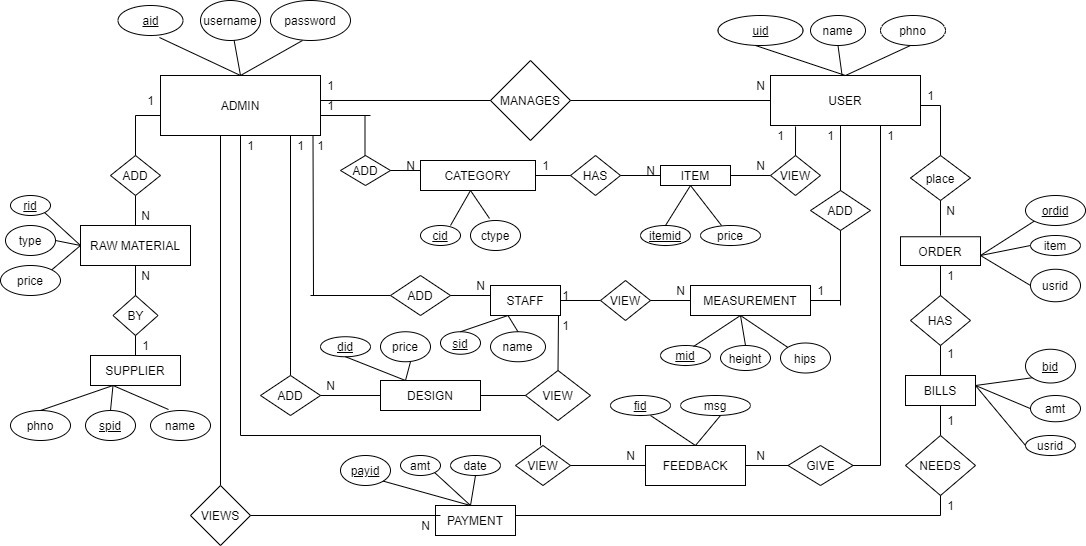 aid
username
password
uid
name
phno
ADMIN
1
1
MANAGES
N
USER
1
1
1
1
1
1
1
1
1
ADD
ADD
N
CATEGORY
1
HAS
N
ITEM
N
VIEW
place
rid
N
cid
ctype
itemid
price
ADD
N
ordid
type
RAW MATERIAL
ORDER
item
price
N
1
usrid
ADD
N
STAFF
1
VIEW
N
MEASUREMENT
1
BY
1
HAS
1
did
price
sid
name
mid
height
hips
1
SUPPLIER
bid
ADD
N
DESIGN
VIEW
BILLS
phno
spid
name
fid
msg
amt
1
usrid
VIEW
N
FEEDBACK
N
GIVE
NEEDS
payid
amt
date
1
VIEWS
N
PAYMENT